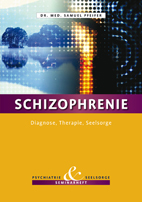 DR. MED. SAMUEL PFEIFER
SCHIZOPHRENIE
Diagnose, Therapie, Seelsorge
PSYCHIATRIE & SEELSORGE
SEMINARHEFT